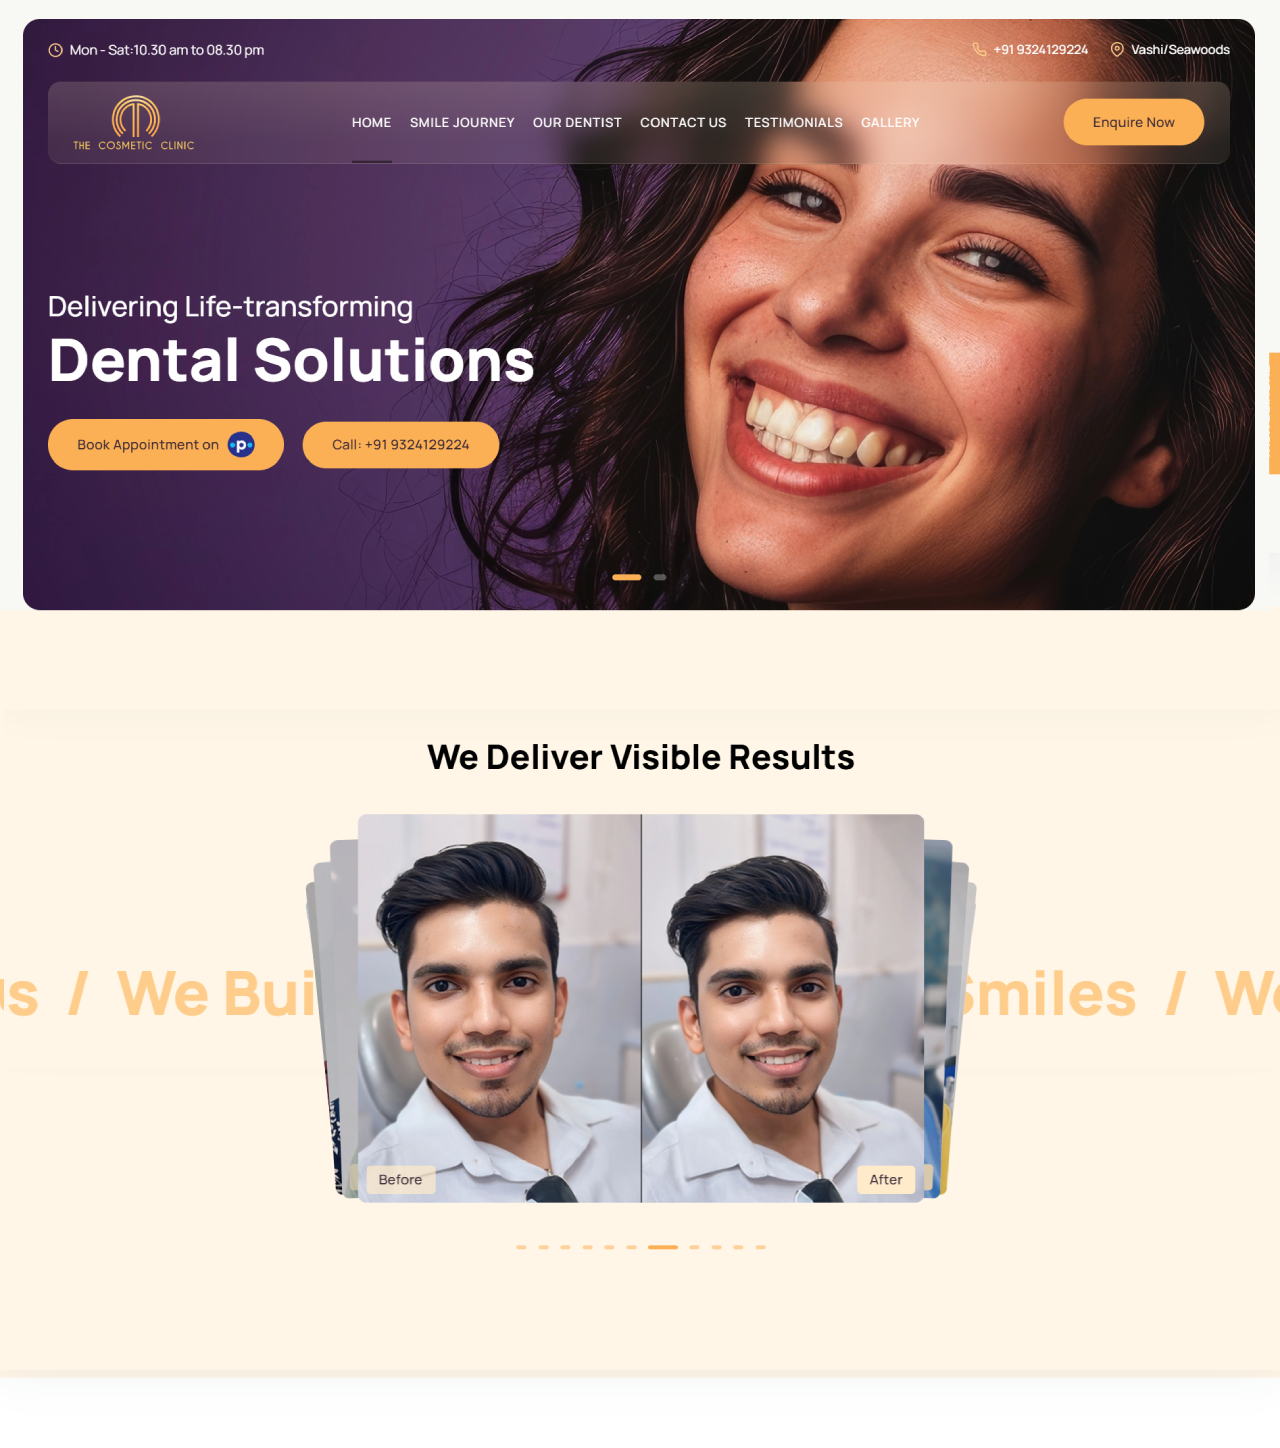 Mon - Sat:10.30 am to 08.30 pm
+91 9324129224
Vashi/Seawoods
THE COSMETIC CLINIC
HOME
SMILE JOURNEY
OUR DENTIST
CONTACT US
TESTIMONIALS
GALLERY
Enquire Now
Delivering Life-transforming
Dental Solutions
Book Appointment on p
Call: +91 9324129224
We Deliver Visible Results
/ We Smiles / We
Before
After